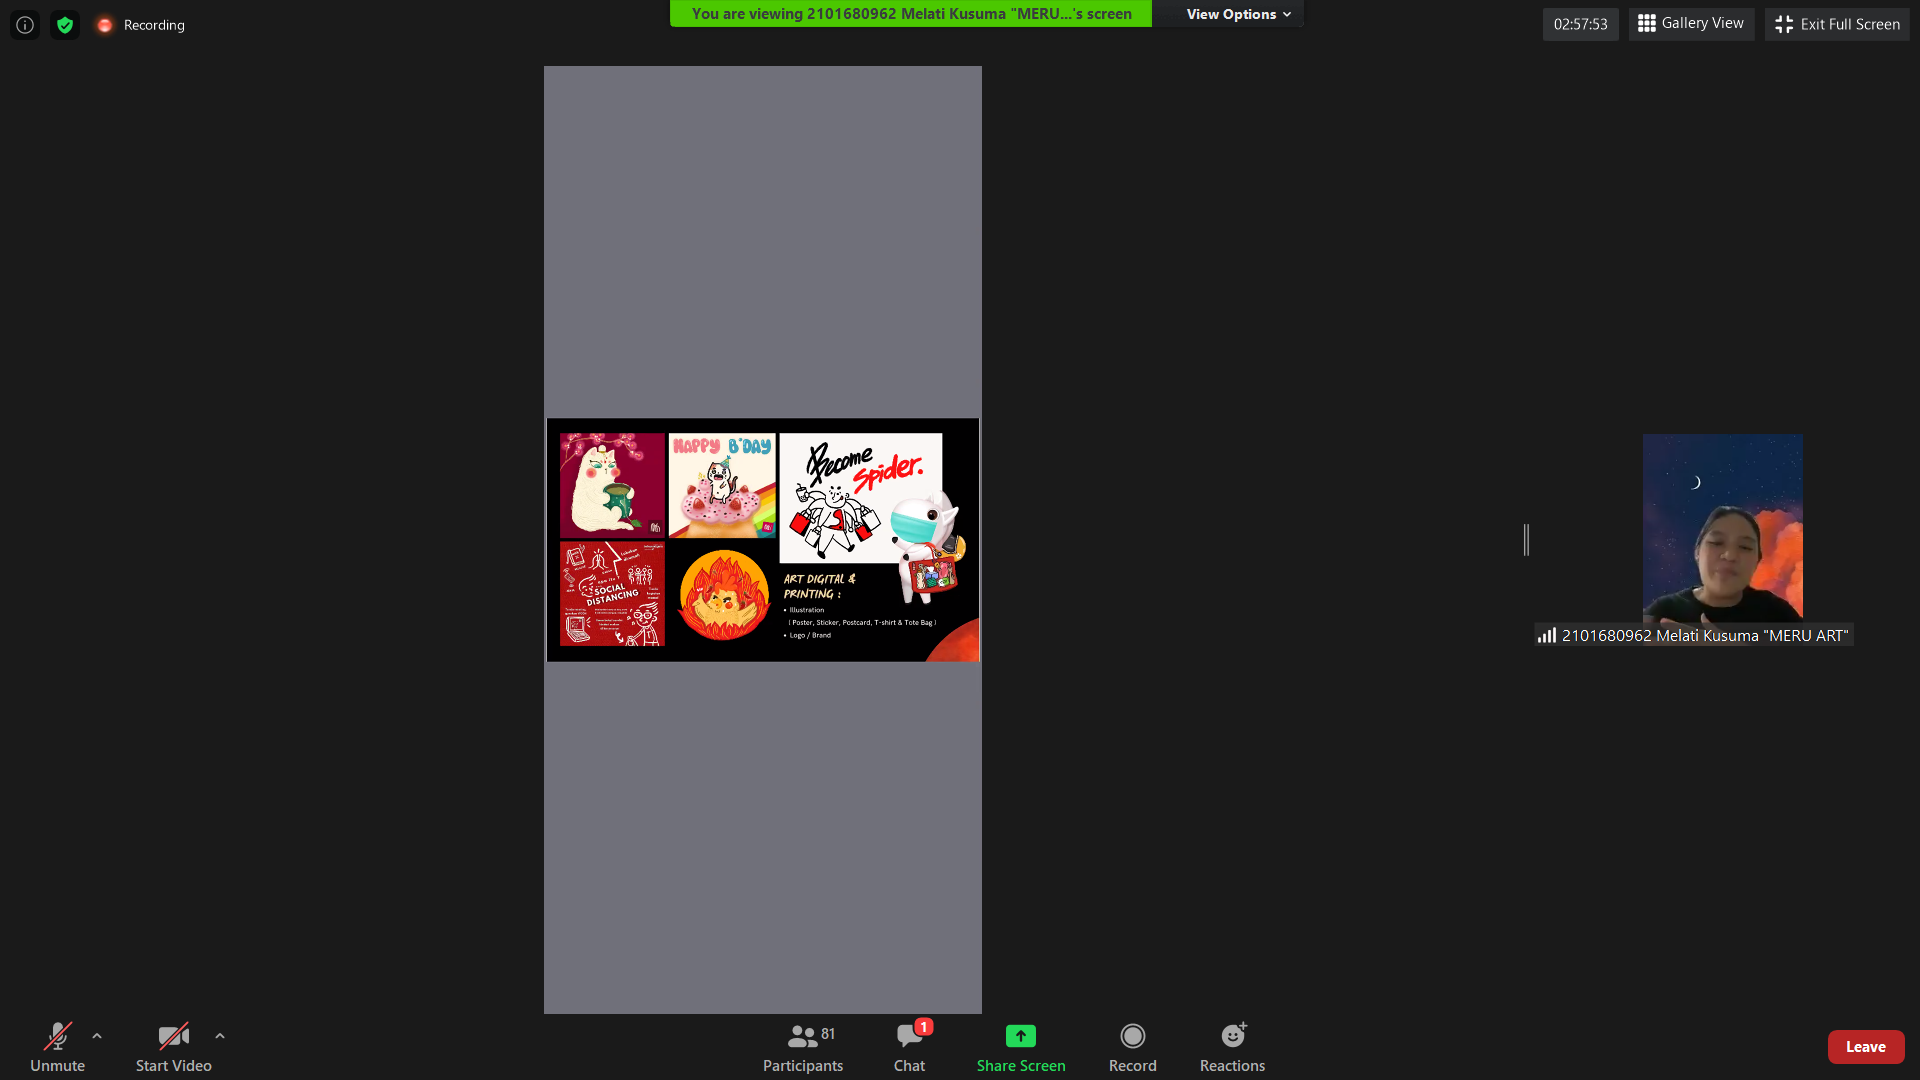 Recording
You are viewing 2101680962 Melati Kusuma "MERU...'s screen
View Options
02:57:53
Gallery View
Exit Full Screen
HAPPY B'DAY
Become
Spider.
SOCIAL
DISTANCING
ART DIGITAL &
PRINTING :
• Illustration
( Poster, Sticker, Postcard, T-shirt & Tote Bag )
• Logo / Brand
2101680962 Melati Kusuma "MERU ART"
Unmute
Start Video
81
Participants
1
Chat
Share Screen
Record
Reactions
Leave